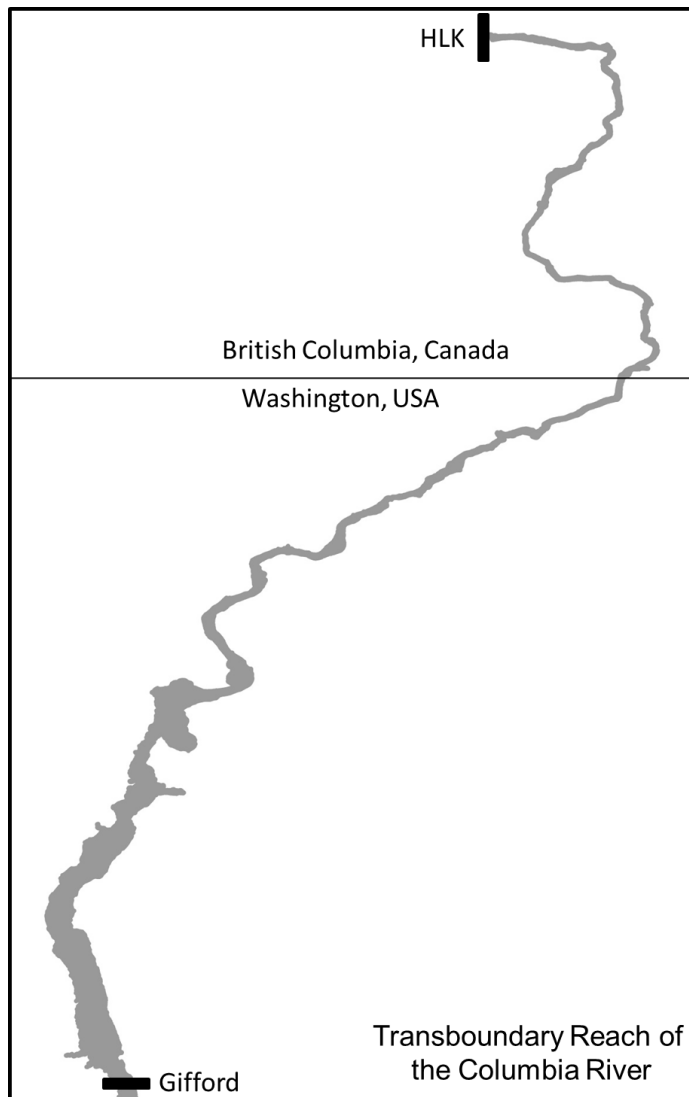 HLK
British Columbia, Canada
Washington, USA
Transboundary Reach of
the Columbia River
Gifford